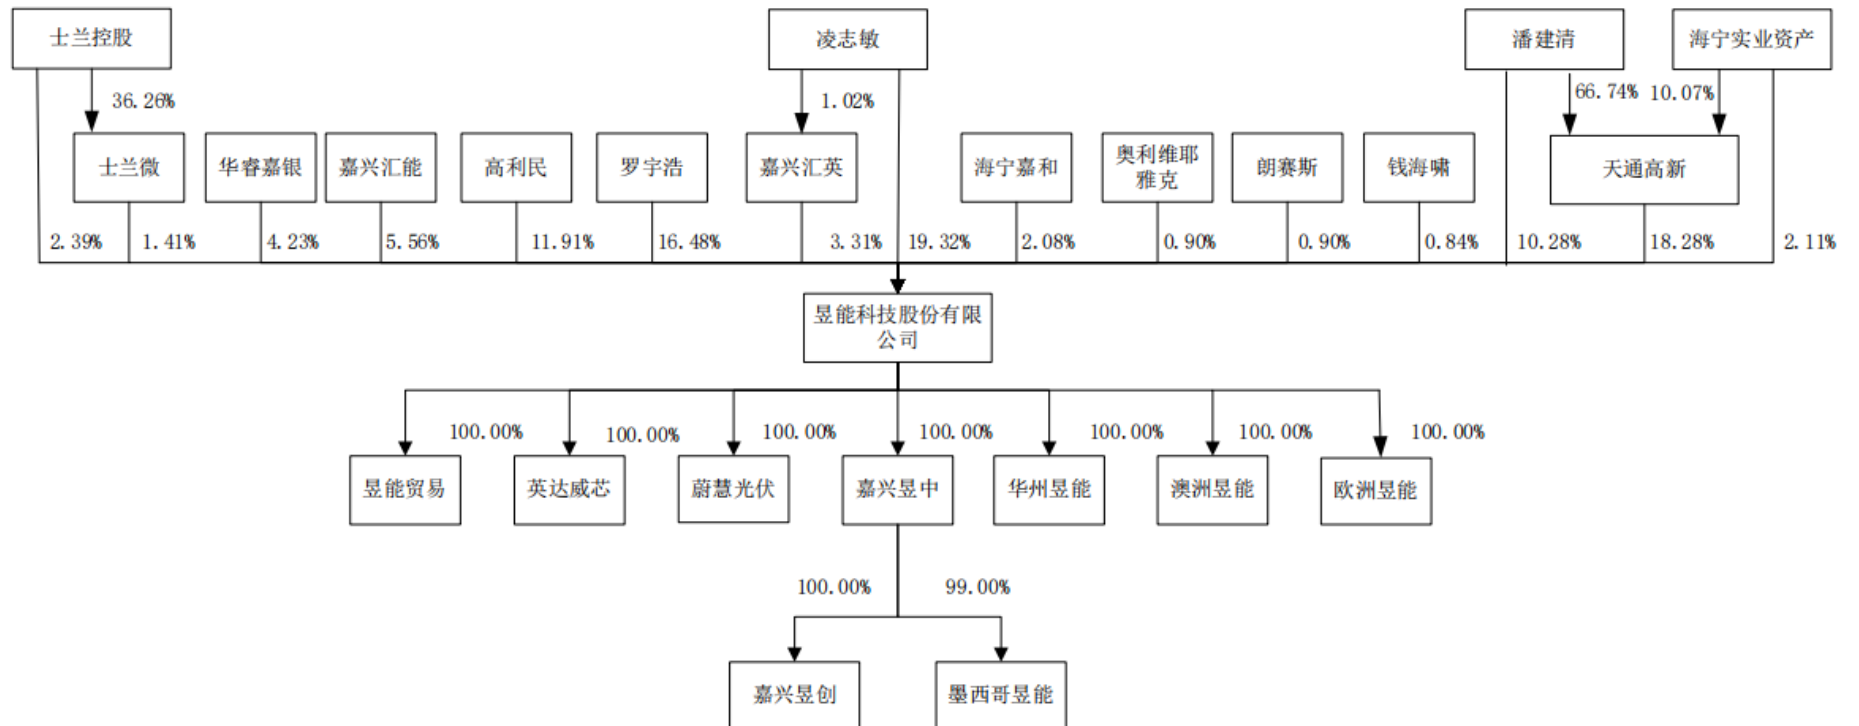 士兰控股
凌志敏
潘建清
海宁实业资产
36.26%
1.02%
66.74%
10.07%
士兰微
华睿嘉银
嘉兴汇能
高利民
罗宇浩
嘉兴汇英
海宁嘉和
奥利维耶
雅克
朗赛斯
钱海啸
天通高新
2.39%
1.41%
4.23%
5.56%
11.91%
16.48%
3.31%
19.32%
2.08%
0.90%
0.90%
0.84%
10.28%
18.28%
2.11%
昱能科技股份有限
公司
100.00%
100.00%
100.00%
100.00%
100.00%
100.00%
100.00%
昱能贸易
英达威芯
蔚慧光伏
嘉兴昱中
华州昱能
澳洲昱能
欧洲昱能
100.00%
99.00%
嘉兴昱创
墨西哥昱能